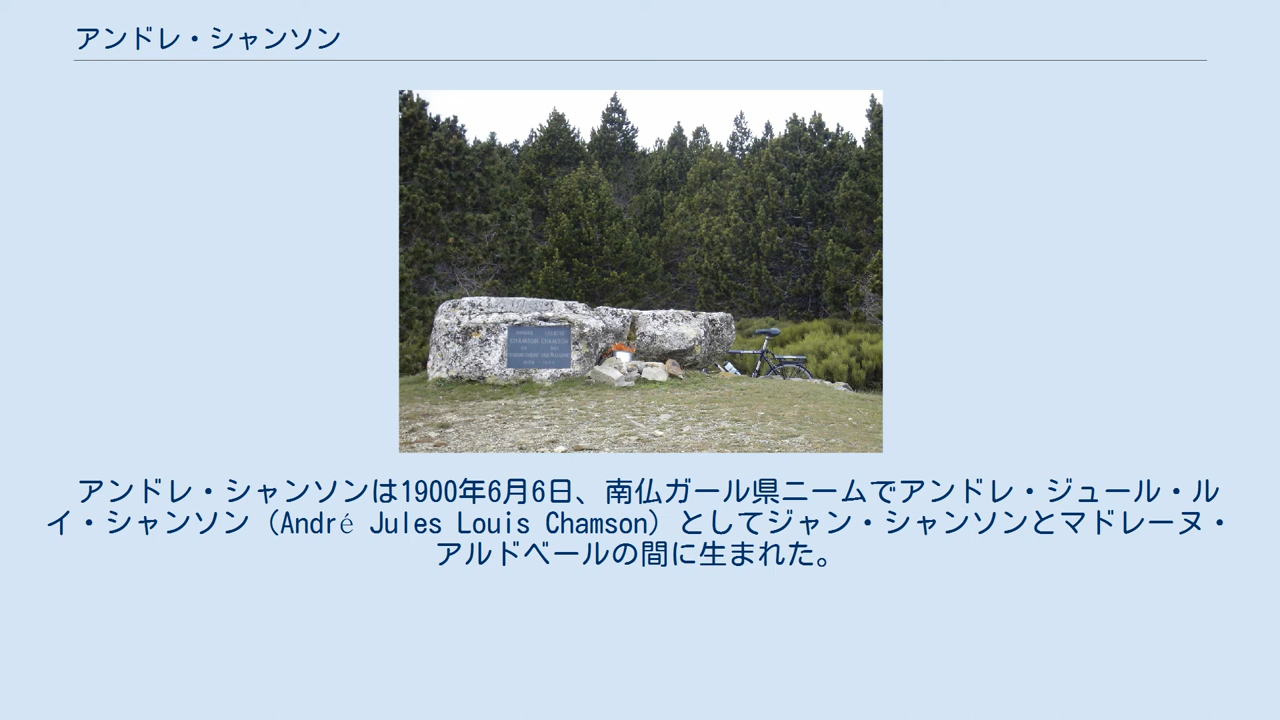 アンドレ・シャンソン
CHAMSON CHAMSON
アンドレ・シャンソンは1900年6月6日、南仏ガール県ニームでアンドレ・ジュール・ル
イ・シャンソン（André Jules Louis Chamson）としてジャン・シャンソンとマドレーヌ・
アルドベールの間に生まれた。